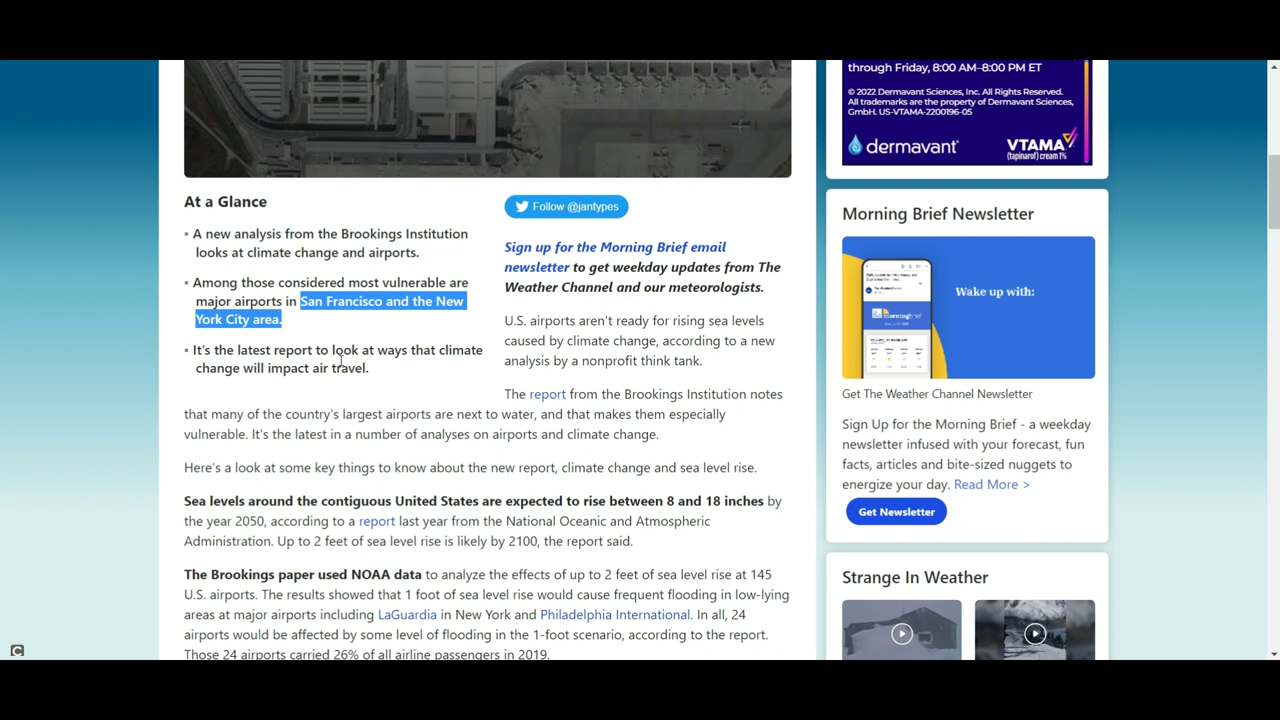 At a Glance
▪ A new analysis from the Brookings Institution
looks at climate change and airports.
▪ Among those considered most vulnerable are
major airports in San Francisco and the New
York City area.
▪ It's the latest report to look at ways that climate
change will impact air travel.
Follow @jantypes
Sign up for the Morning Brief email
newsletter to get weekday updates from The
Weather Channel and our meteorologists.
U.S. airports aren't ready for rising sea levels
caused by climate change, according to a new
analysis by a nonprofit think tank.
The report from the Brookings Institution notes
that many of the country's largest airports are next to water, and that makes them especially
vulnerable. It's the latest in a number of analyses on airports and climate change.
Here's a look at some key things to know about the new report, climate change and sea level rise.
Sea levels around the contiguous United States are expected to rise between 8 and 18 inches by
the year 2050, according to a report last year from the National Oceanic and Atmospheric
Administration. Up to 2 feet of sea level rise is likely by 2100, the report said.
The Brookings paper used NOAA data to analyze the effects of up to 2 feet of sea level rise at 145
U.S. airports. The results showed that 1 foot of sea level rise would cause frequent flooding in low-lying
areas at major airports including LaGuardia in New York and Philadelphia International. In all, 24
airports would be affected by some level of flooding in the 1-foot scenario, according to the report.
Those 24 airports carried 26% of all airline passengers in 2019.
through Friday, 8:00 AM–8:00 PM ET
© 2022 Dermavant Sciences, Inc. All Rights Reserved.
All trademarks are the property of Dermavant Sciences,
GmbH. US-VTAMA-2200196-05
dermavant
VTAMA
(tapinarof) cream 1%
Morning Brief Newsletter
Wake up with:
morning brief
Get The Weather Channel Newsletter
Sign Up for the Morning Brief - a weekday
newsletter infused with your forecast, fun
facts, articles and bite-sized nuggets to
energize your day. Read More >
Get Newsletter
Strange In Weather